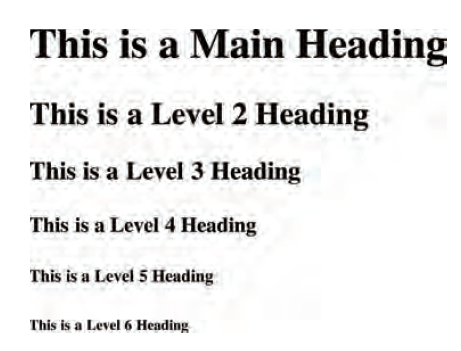 This is a Main Heading
This is a Level 2 Heading
This is a Level 3 Heading
This is a Level 4 Heading
This is a Level 5 Heading
This is a Level 6 Heading